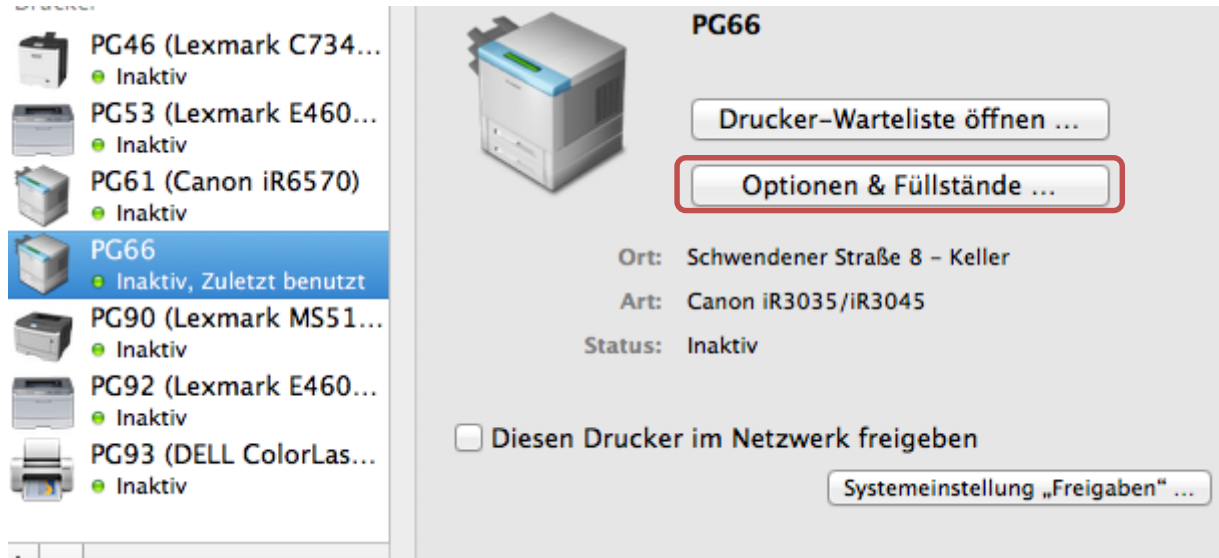 Drucker
PG46 (Lexmark C734...
Inaktiv
PG53 (Lexmark E460...
Inaktiv
PG61 (Canon iR6570)
Inaktiv
PG66
Inaktiv, Zuletzt benutzt
PG90 (Lexmark MS51...
Inaktiv
PG92 (Lexmark E460...
Inaktiv
PG93 (DELL ColorLas...
Inaktiv
PG66
Drucker-Warteliste öffnen ...
Optionen & Füllstände ...
Ort: Schwendener Straße 8 – Keller
Art: Canon iR3035/iR3045
Status: Inaktiv
Diesen Drucker im Netzwerk freigeben
Systemeinstellung „Freigaben“ ...